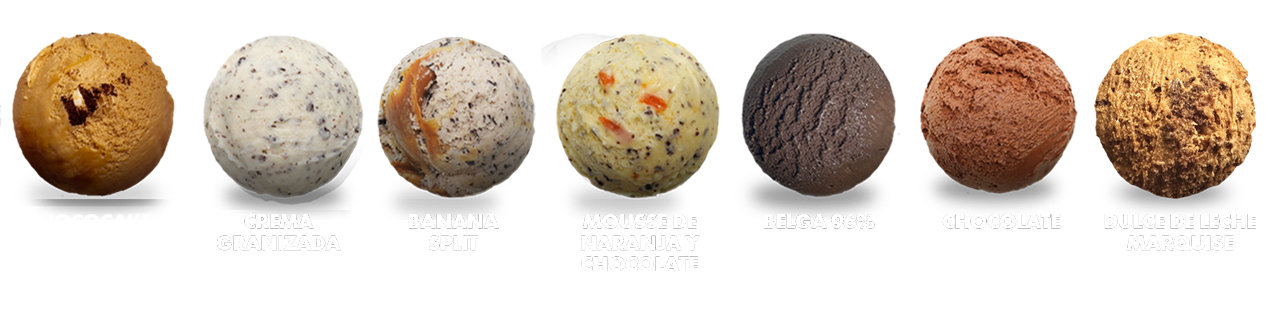 CREMA
GRANIZADA
BANANA
SPLIT
MOUSSE DE
NARANJA Y
CHOCOLATE
BELGA 96%
CHOCOLATE
DULCE DE LECHE
MARQUISE